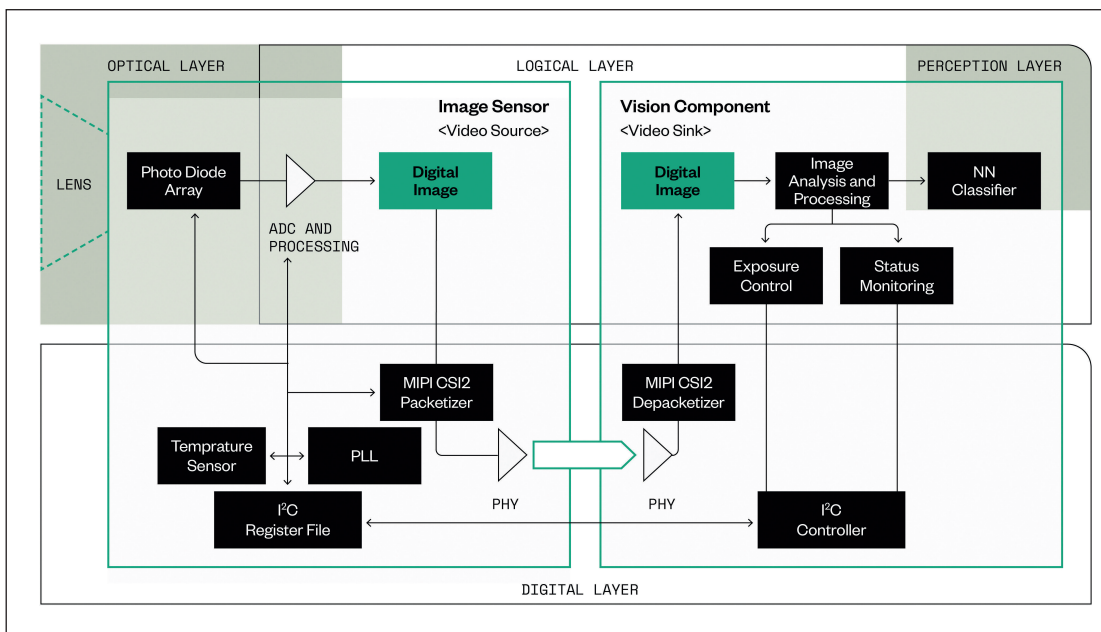 OPTICAL LAYER
LOGICAL LAYER
PERCEPTION LAYER
Image Sensor
<Video Source>
Vision Component
<Video Sink>
LENS
Photo Diode
Array
ADC AND
PROCESSING
Digital
Image
Digital
Image
Image
Analysis and
Processing
NN
Classifier
Exposure
Control
Status
Monitoring
MIPI CSI2
Packetizer
MIPI CSI2
Depacketizer
Temprature
Sensor
PLL
PHY
PHY
I²C
Register File
I²C
Controller
DIGITAL LAYER